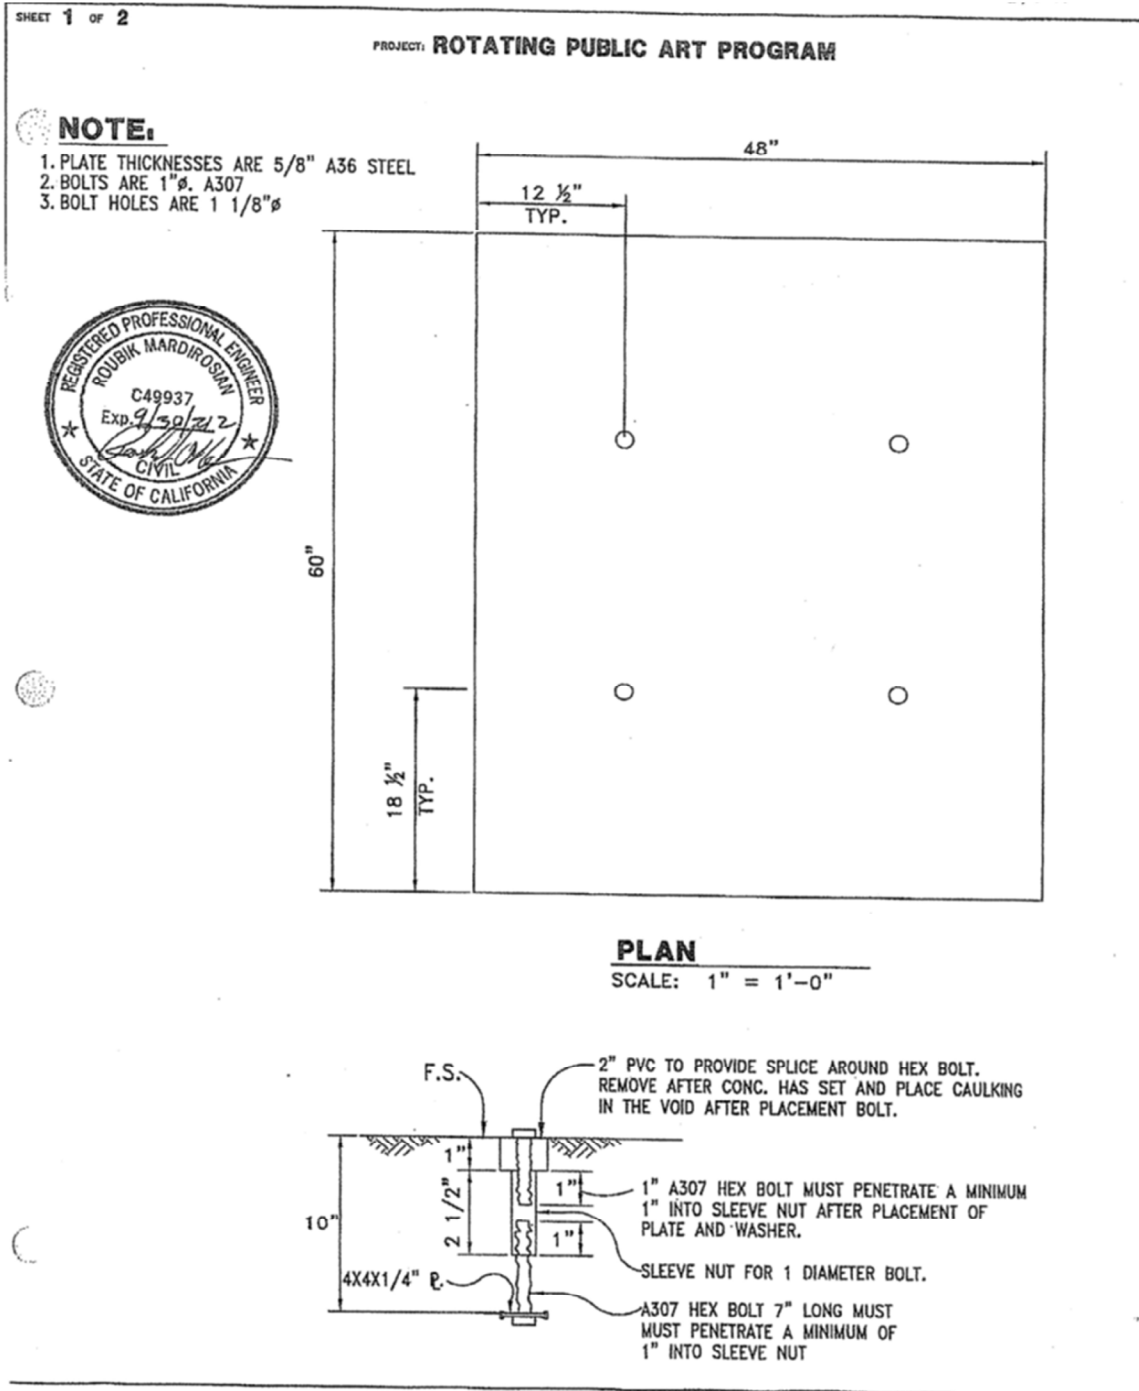 SHEET 1 OF 2
PROJECT: ROTATING PUBLIC ART PROGRAM
NOTE:
1. PLATE THICKNESSES ARE 5/8" A36 STEEL
2. BOLTS ARE 1"ø. A307
3. BOLT HOLES ARE 1 1/8"ø
48"
12 ½"
TYP.
REGISTERED PROFESSIONAL ENGINEER
ROUBIK MARDIROSIAN
C49937
Exp.
CIVIL
STATE OF CALIFORNIA
60"
18 ½"
TYP.
PLAN
SCALE: 1" = 1'-0"
F.S.
2" PVC TO PROVIDE SPLICE AROUND HEX BOLT.
REMOVE AFTER CONC. HAS SET AND PLACE CAULKING
IN THE VOID AFTER PLACEMENT BOLT.
1"
2 1/2"
10"
1"
1"
1" A307 HEX BOLT MUST PENETRATE A MINIMUM
1" INTO SLEEVE NUT AFTER PLACEMENT OF
PLATE AND WASHER.
SLEEVE NUT FOR 1 DIAMETER BOLT.
4X4X1/4" ℄.
A307 HEX BOLT 7" LONG MUST
MUST PENETRATE A MINIMUM OF
1" INTO SLEEVE NUT